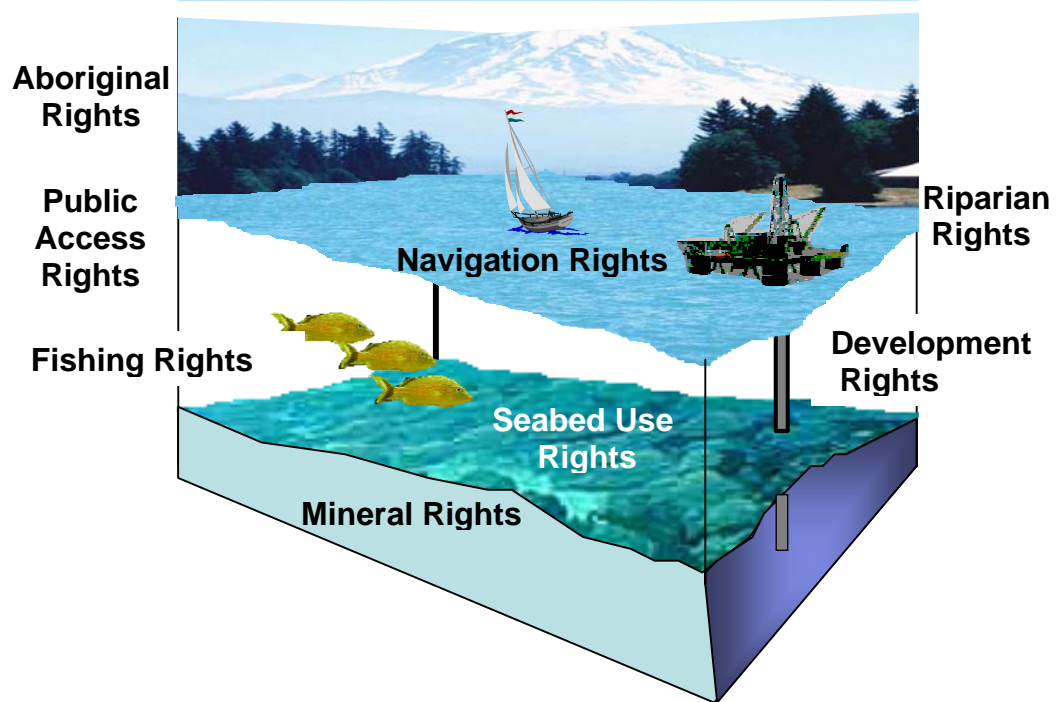 Aboriginal
Rights
Public
Access
Rights
Riparian
Rights
Navigation Rights
Fishing Rights
Development
Rights
Seabed Use
Rights
Mineral Rights